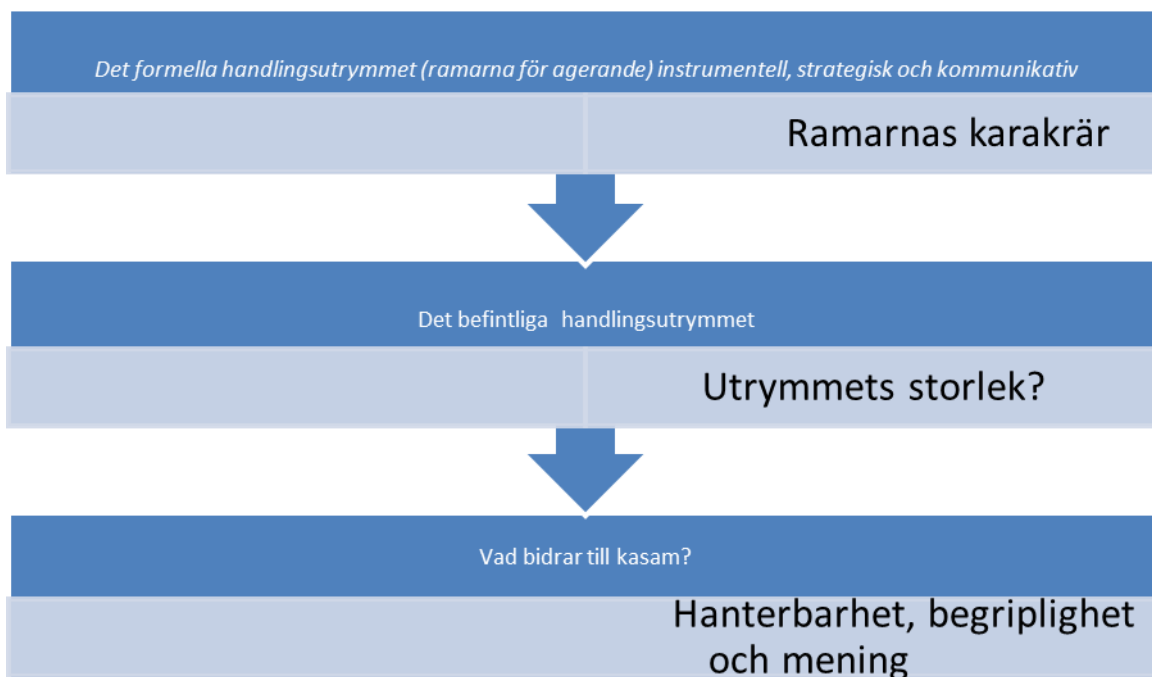 Det formella handlingsutrymmet (ramarna för agerande) instrumentell, strategisk och kommunikativ
Ramarnas karakrär
Det befintliga handlingsutrymmet
Utrymmets storlek?
Vad bidrar till kasam?
Hanterbarhet, begriplighet
och mening